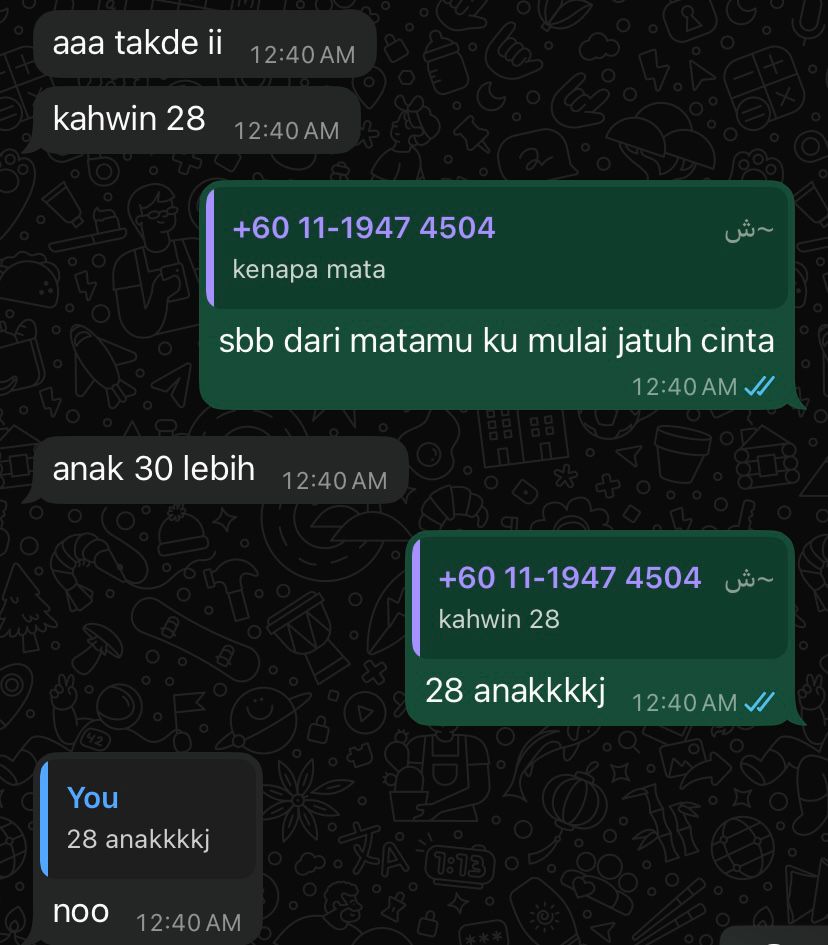 aaa takde ii 12:40 AM
kahwin 28 12:40 AM
+60 11-1947 4504 ~ش
kenapa mata
sbb dari matamu ku mulai jatuh cinta
12:40 AM
anak 30 lebih 12:40 AM
+60 11-1947 4504 ~ش
kahwin 28
28 anakkkkj 12:40 AM
You
28 anakkkkj
noo 12:40 AM